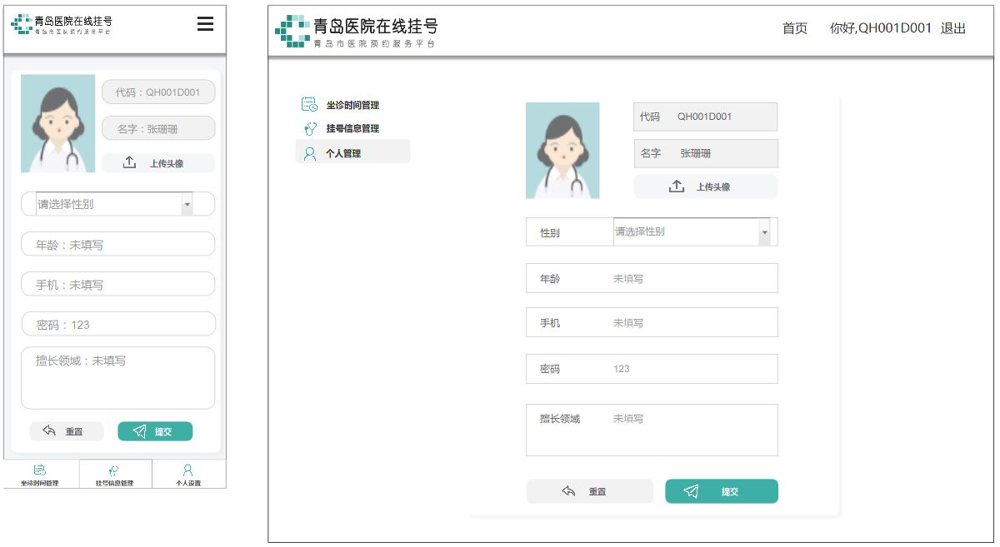 青岛医院在线挂号
青岛市医院预约服务平台
代码：QH001D001
名字：张珊珊
上传头像
请选择性别
年龄：未填写
手机：未填写
密码：123
擅长领域：未填写
重置
提交
坐诊时间管理
挂号信息管理
个人设置
青岛医院在线挂号
青岛市医院预约服务平台
首页 你好,QH001D001 退出
坐诊时间管理
挂号信息管理
个人管理
代码 QH001D001
名字 张珊珊
上传头像
性别 请选择性别
年龄 未填写
手机 未填写
密码 123
擅长领域 未填写
重置
提交